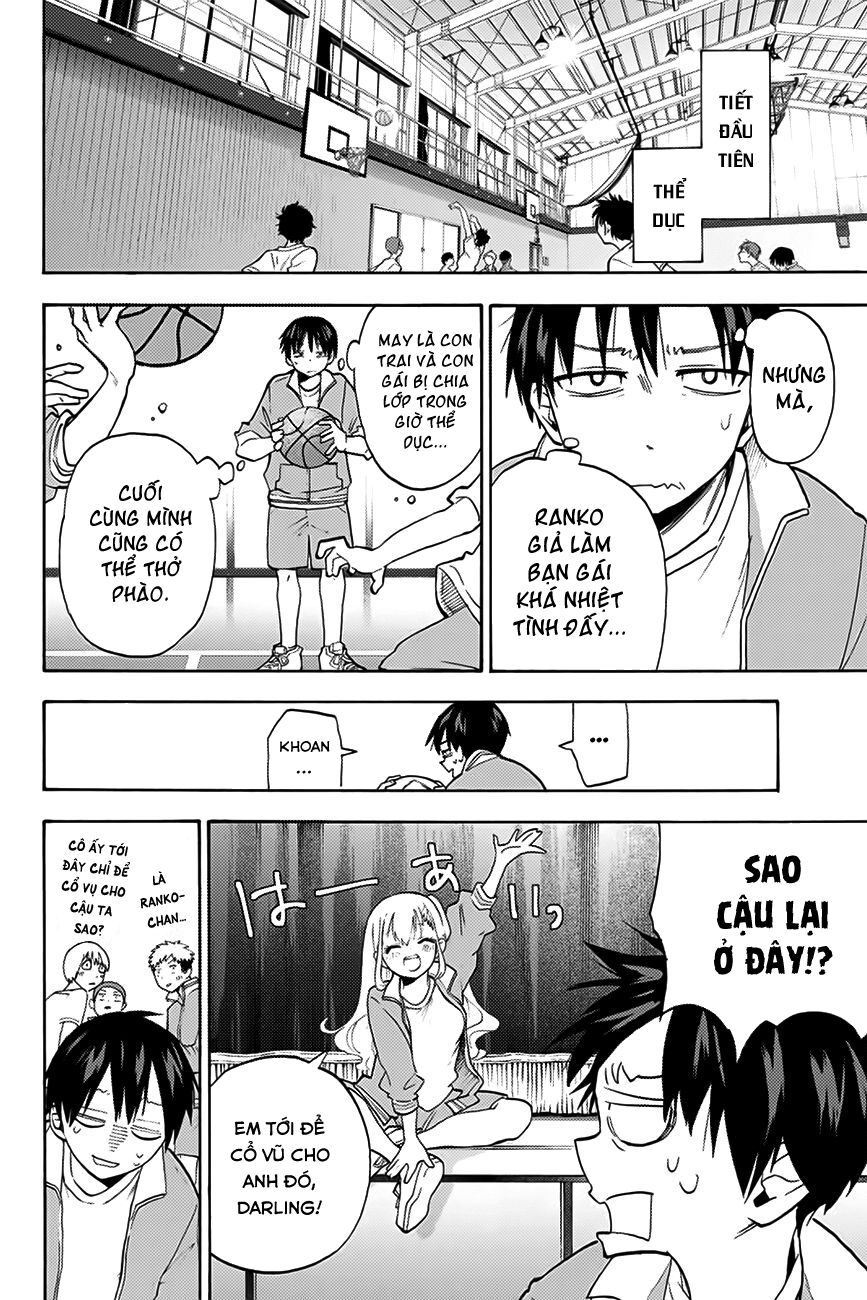 TIẾT
ĐẦU
TIÊN
THỂ
DỤC
NHƯNG
MÀ,
RANKO
GIẢ LÀM
BẠN GÁI
KHÁ NHIỆT
TÌNH ĐẤY...
MAY LÀ CON
TRAI VÀ CON
GÁI BỊ CHIA
LỚP TRONG
GIỜ THỂ
DỤC...
CUỐI
CÙNG MÌNH
CŨNG CÓ
THỂ THỞ
PHÀO.
...
KHOAN
...
SAO
CẬU LẠI
Ở ĐÂY!?
はーあぁいっ
EM TỚI ĐỂ
CỔ VŨ CHO
ANH ĐÓ,
DARLING!
LÀ
RANKO-
CHAN...
CÔ ẤY TỚI
ĐÂY CHỈ ĐỂ
CỔ VỤ CHO
CẬU TA
SAO?